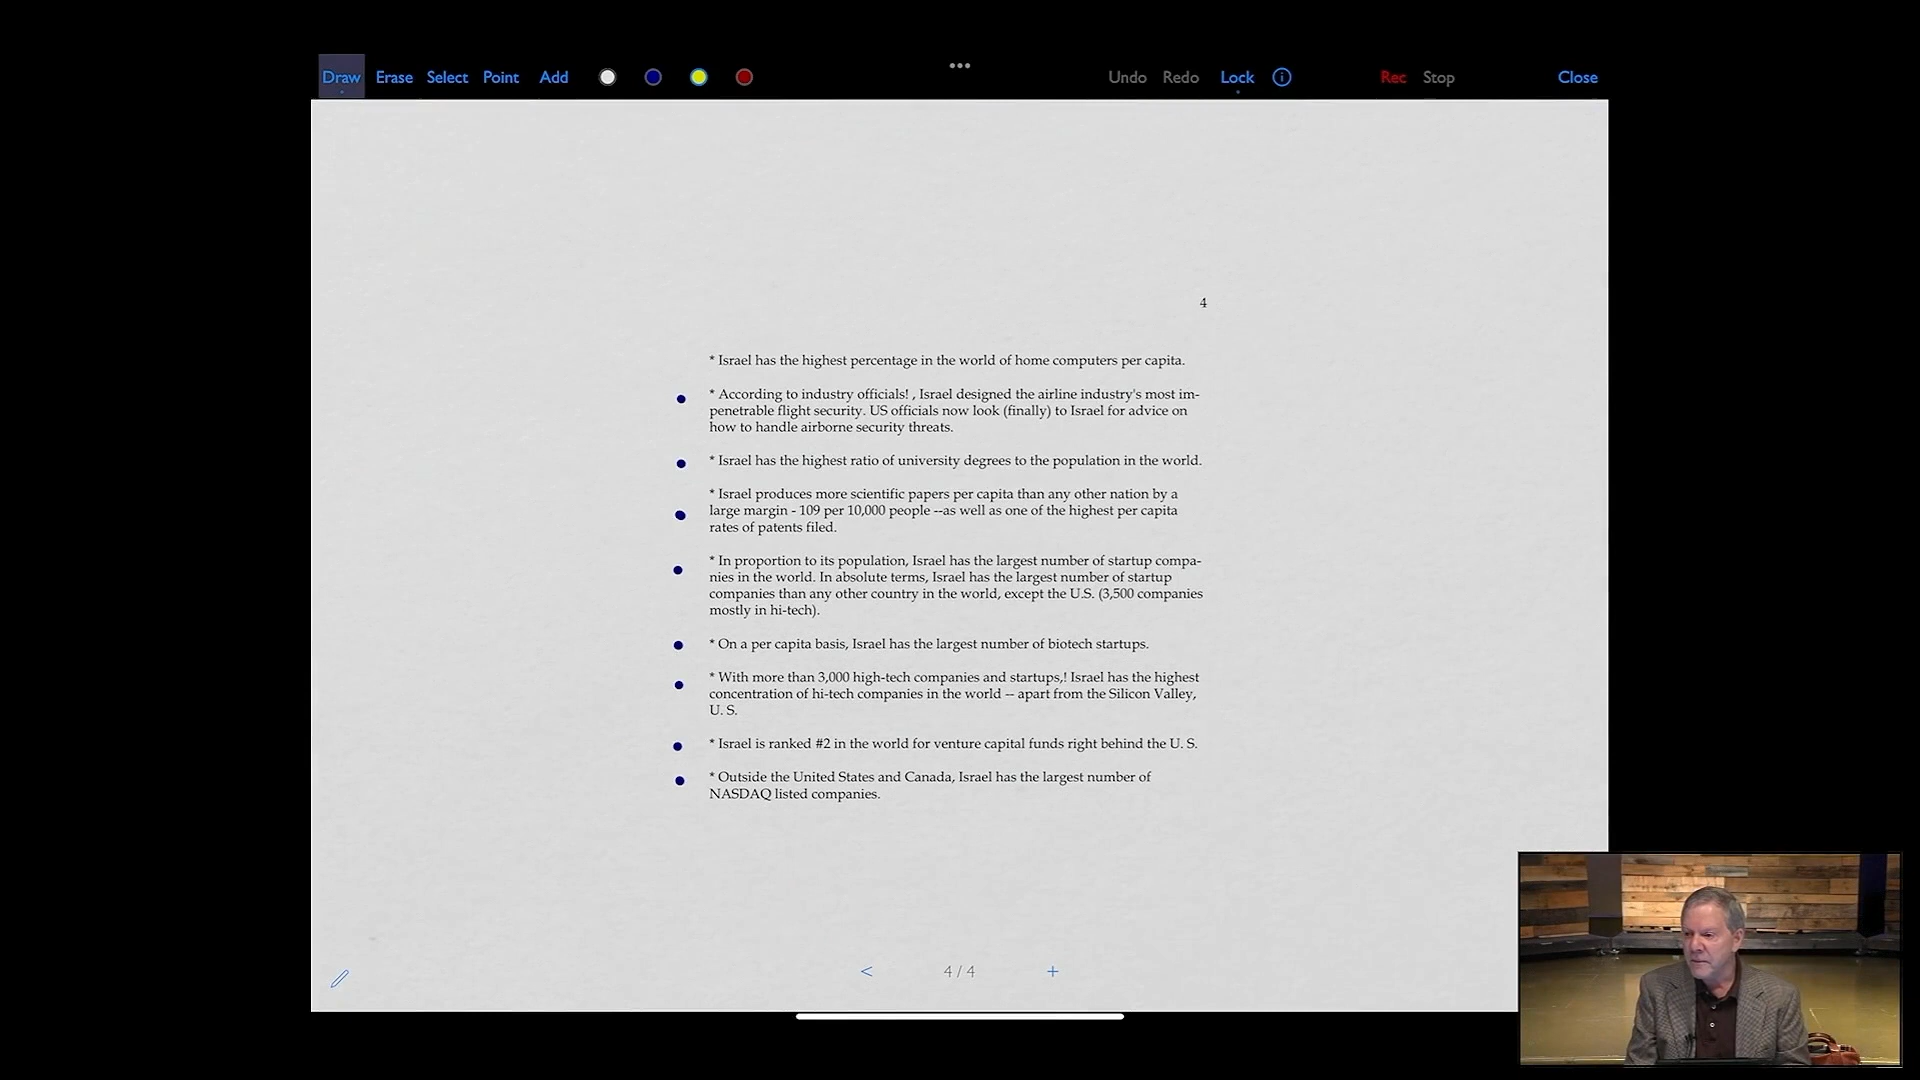 Draw Erase Select Point Add ••• Undo Redo Lock Rec Stop Close
4
* Israel has the highest percentage in the world of home computers per capita.
* According to industry officials! , Israel designed the airline industry's most im-
penetrable flight security. US officials now look (finally) to Israel for advice on
how to handle airborne security threats.
* Israel has the highest ratio of university degrees to the population in the world.
* Israel produces more scientific papers per capita than any other nation by a
large margin - 109 per 10,000 people --as well as one of the highest per capita
rates of patents filed.
* In proportion to its population, Israel has the largest number of startup compa-
nies in the world. In absolute terms, Israel has the largest number of startup
companies than any other country in the world, except the U.S. (3,500 companies
mostly in hi-tech).
* On a per capita basis, Israel has the largest number of biotech startups.
* With more than 3,000 high-tech companies and startups,! Israel has the highest
concentration of hi-tech companies in the world -- apart from the Silicon Valley,
U. S.
* Israel is ranked #2 in the world for venture capital funds right behind the U. S.
* Outside the United States and Canada, Israel has the largest number of
NASDAQ listed companies.
< 4 / 4 +